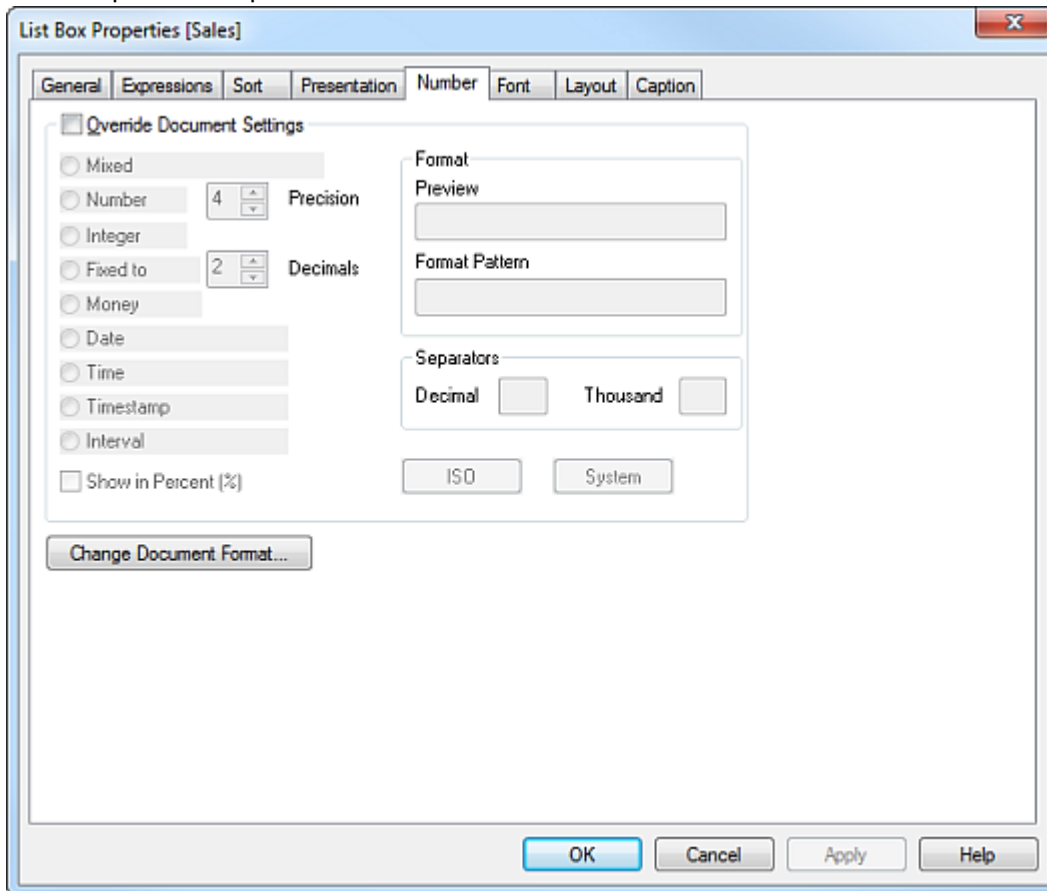 List Box Properties [Sales]
General Expressions Sort Presentation Number Font Layout Caption
Override Document Settings
Mixed
Number 4 Precision
Integer
Fixed to 2 Decimals
Money
Date
Time
Timestamp
Interval
Show in Percent (%)
Format
Preview
Format Pattern
Separators
Decimal Thousand
ISO System
Change Document Format...
OK Cancel Apply Help